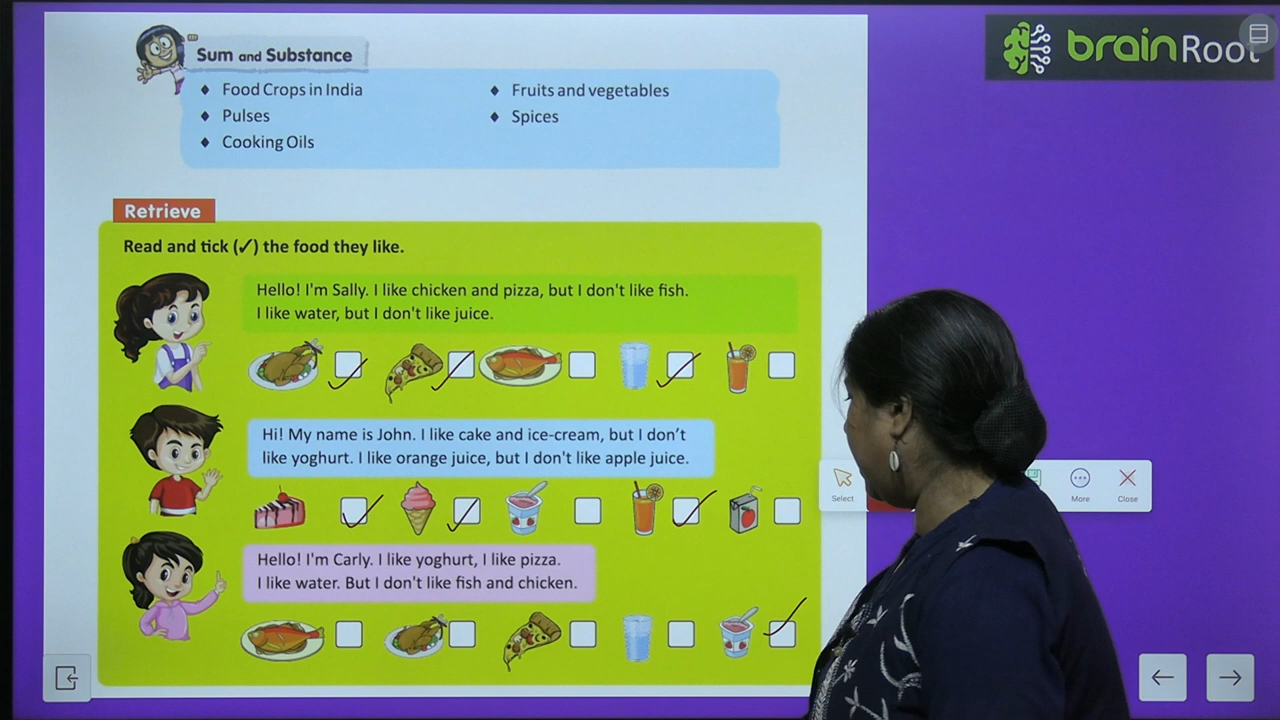 Sum and Substance
♦ Food Crops in India
♦ Pulses
♦ Cooking Oils
♦ Fruits and vegetables
♦ Spices
brainRoot
Retrieve
Read and tick (✓) the food they like.
Hello! I'm Sally. I like chicken and pizza, but I don't like fish.
I like water, but I don't like juice.
Hi! My name is John. I like cake and ice-cream, but I don’t
like yoghurt. I like orange juice, but I don't like apple juice.
Select
More
Close
Hello! I'm Carly. I like yoghurt, I like pizza.
I like water. But I don't like fish and chicken.